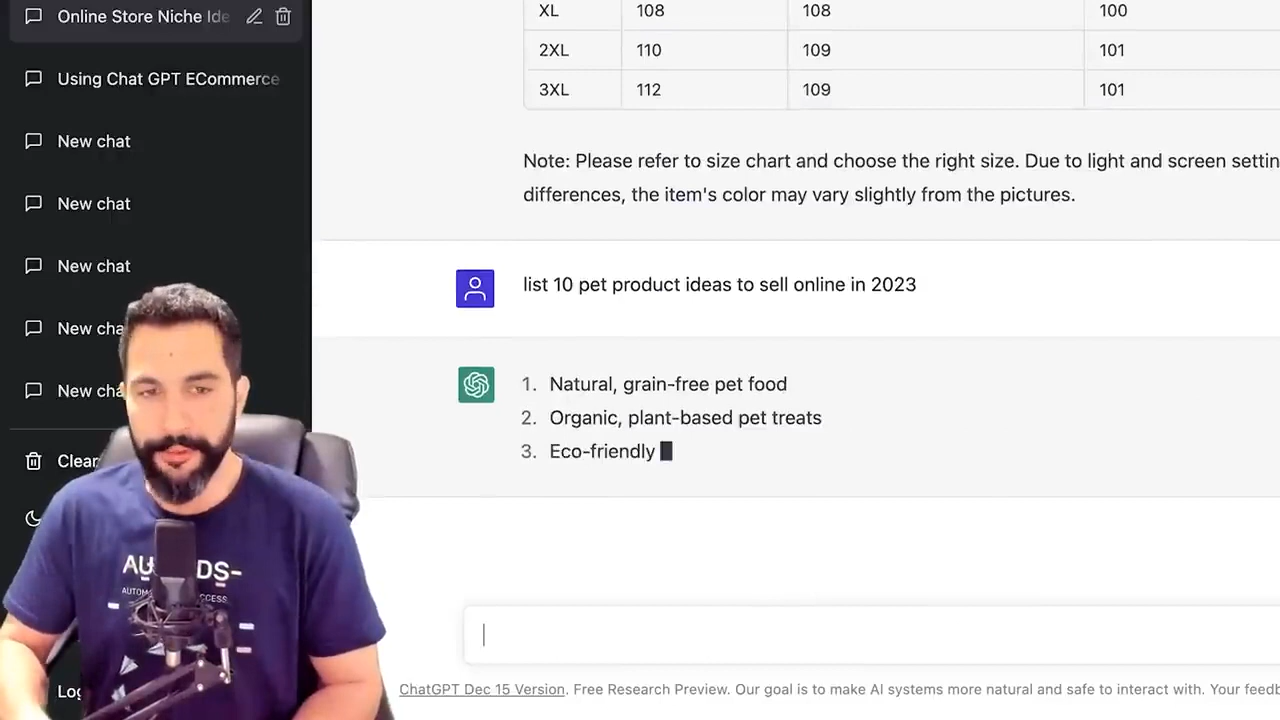 Online Store Niche Ide
Using Chat GPT ECommerce
New chat
New chat
New chat
New cha
New cha
Clear
Log
XL 108 108 100
2XL 110 109 101
3XL 112 109 101
Note: Please refer to size chart and choose the right size. Due to light and screen settin
differences, the item's color may vary slightly from the pictures.
list 10 pet product ideas to sell online in 2023
1. Natural, grain-free pet food
2. Organic, plant-based pet treats
3. Eco-friendly
ChatGPT Dec 15 Version. Free Research Preview. Our goal is to make AI systems more natural and safe to interact with. Your feedb